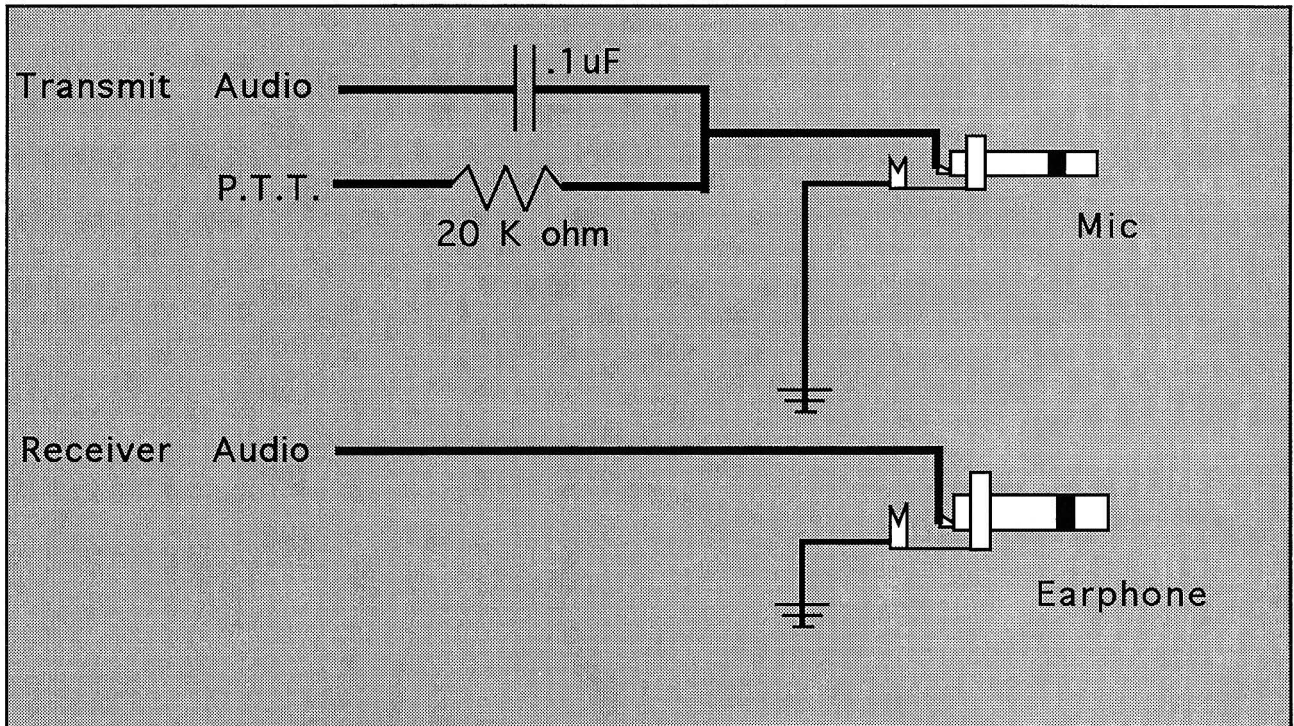 .1uF
Transmit Audio
P.T.T.
20 K ohm
Mic
Receiver Audio
Earphone